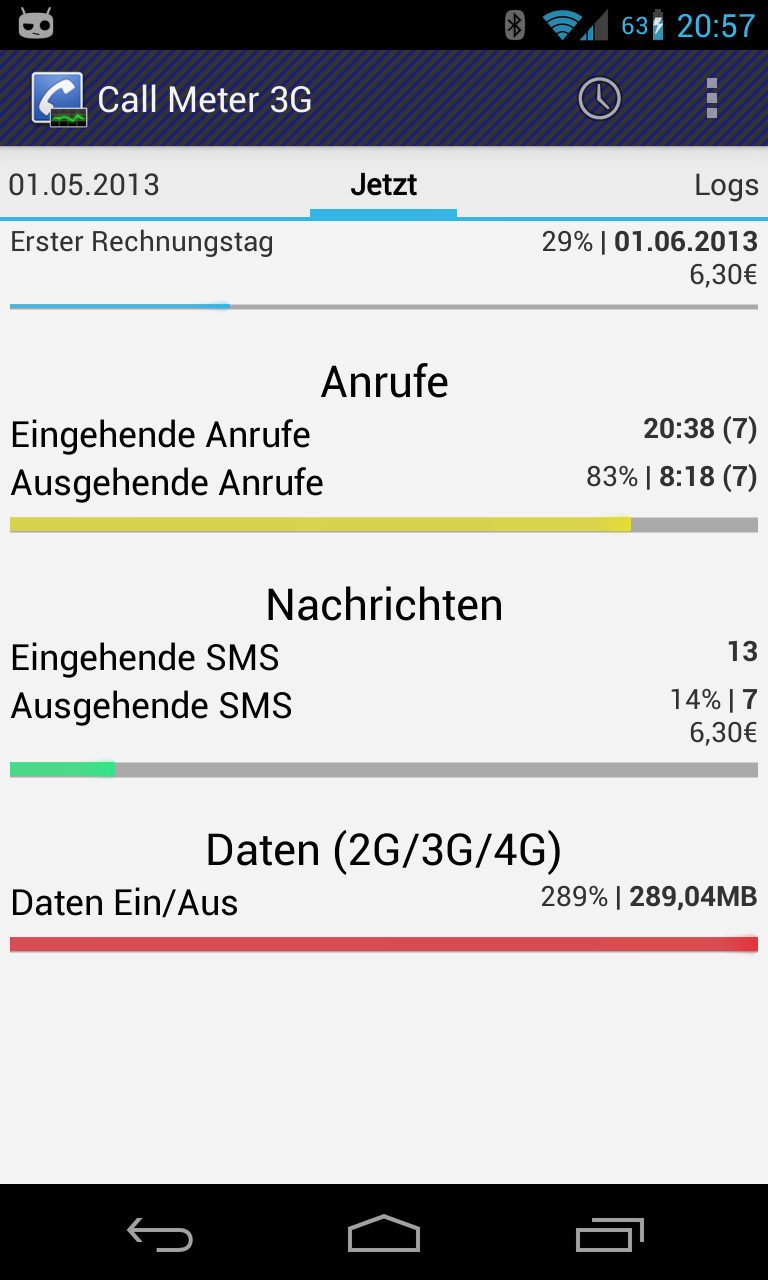 63 20:57
Call Meter 3G
01.05.2013 Jetzt Logs
Erster Rechnungstag 29% | 01.06.2013
6,30€
Anrufe
Eingehende Anrufe 20:38 (7)
Ausgehende Anrufe 83% | 8:18 (7)
Nachrichten
Eingehende SMS 13
Ausgehende SMS 14% | 7
6,30€
Daten (2G/3G/4G)
Daten Ein/Aus 289% | 289,04MB